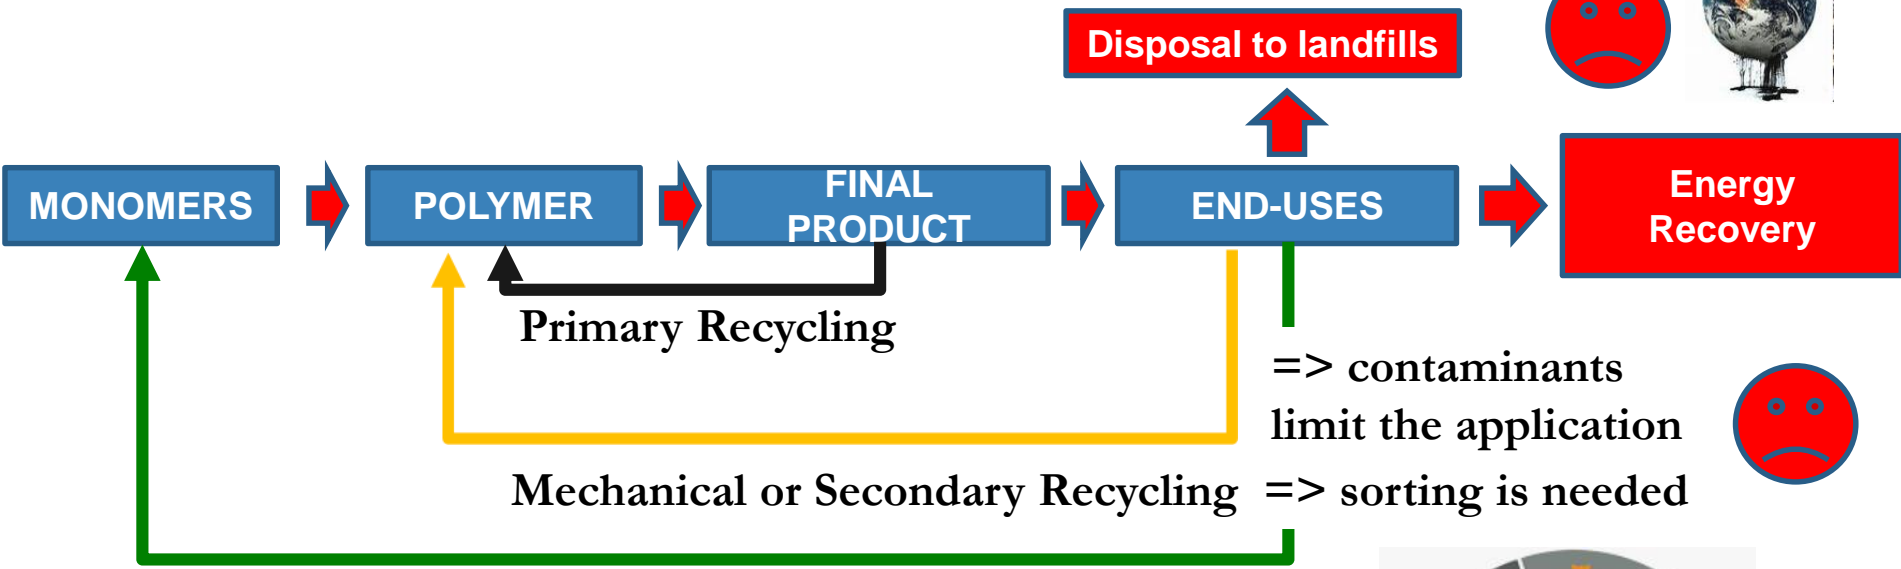 Disposal to landfills
MONOMERS
POLYMER
FINAL
PRODUCT
END-USES
Energy
Recovery
Primary Recycling
=> contaminants
limit the application
Mechanical or Secondary Recycling => sorting is needed